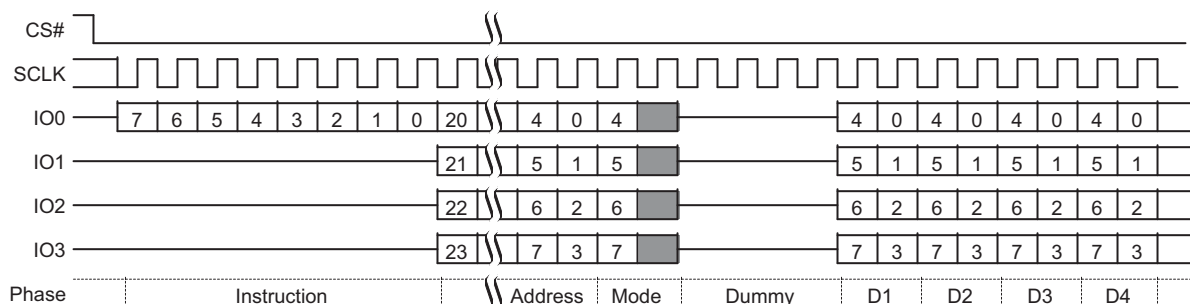 CS#
SCLK
IO0 7 6 5 4 3 2 1 0 20 4 0 4 4 0 4 0 4 0 4 0
IO1 21 5 1 5 5 1 5 1 5 1 5 1
IO2 22 6 2 6 6 2 6 2 6 2 6 2
IO3 23 7 3 7 7 3 7 3 7 3 7 3
Phase Instruction Address Mode Dummy D1 D2 D3 D4